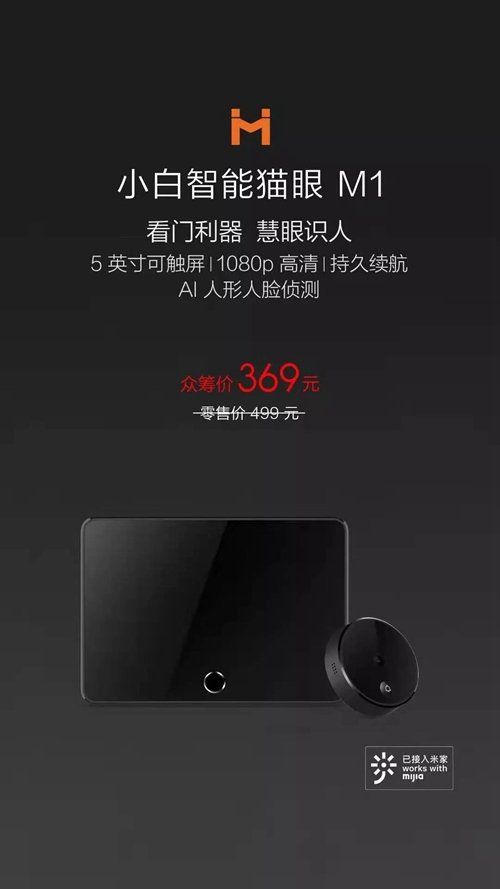 小白智能猫眼 M1
看门利器 慧眼识人
5 英寸可触屏|1080p 高清|持久续航
AI 人形人脸侦测
众筹价 369元
零售价 499 元
已接入米家
works with
mijia